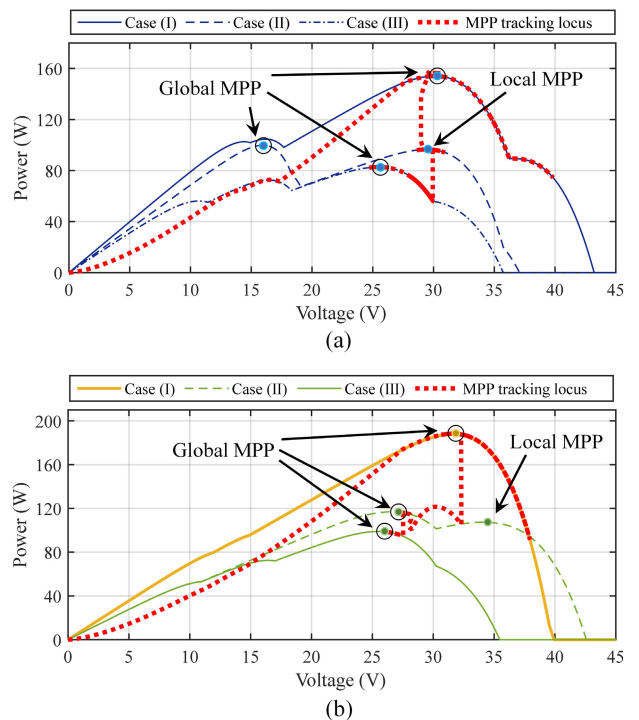 Case (I) Case (II) Case (III) MPP tracking locus
160
120
80
40
0
Power (W)
Global MPP
Local MPP
0 5 10 15 20 25 30 35 40 45
Voltage (V)
(a)
Case (I) Case (II) Case (III) MPP tracking locus
200
160
120
80
40
0
Power (W)
Global MPP
Local MPP
0 5 10 15 20 25 30 35 40 45
Voltage (V)
(b)